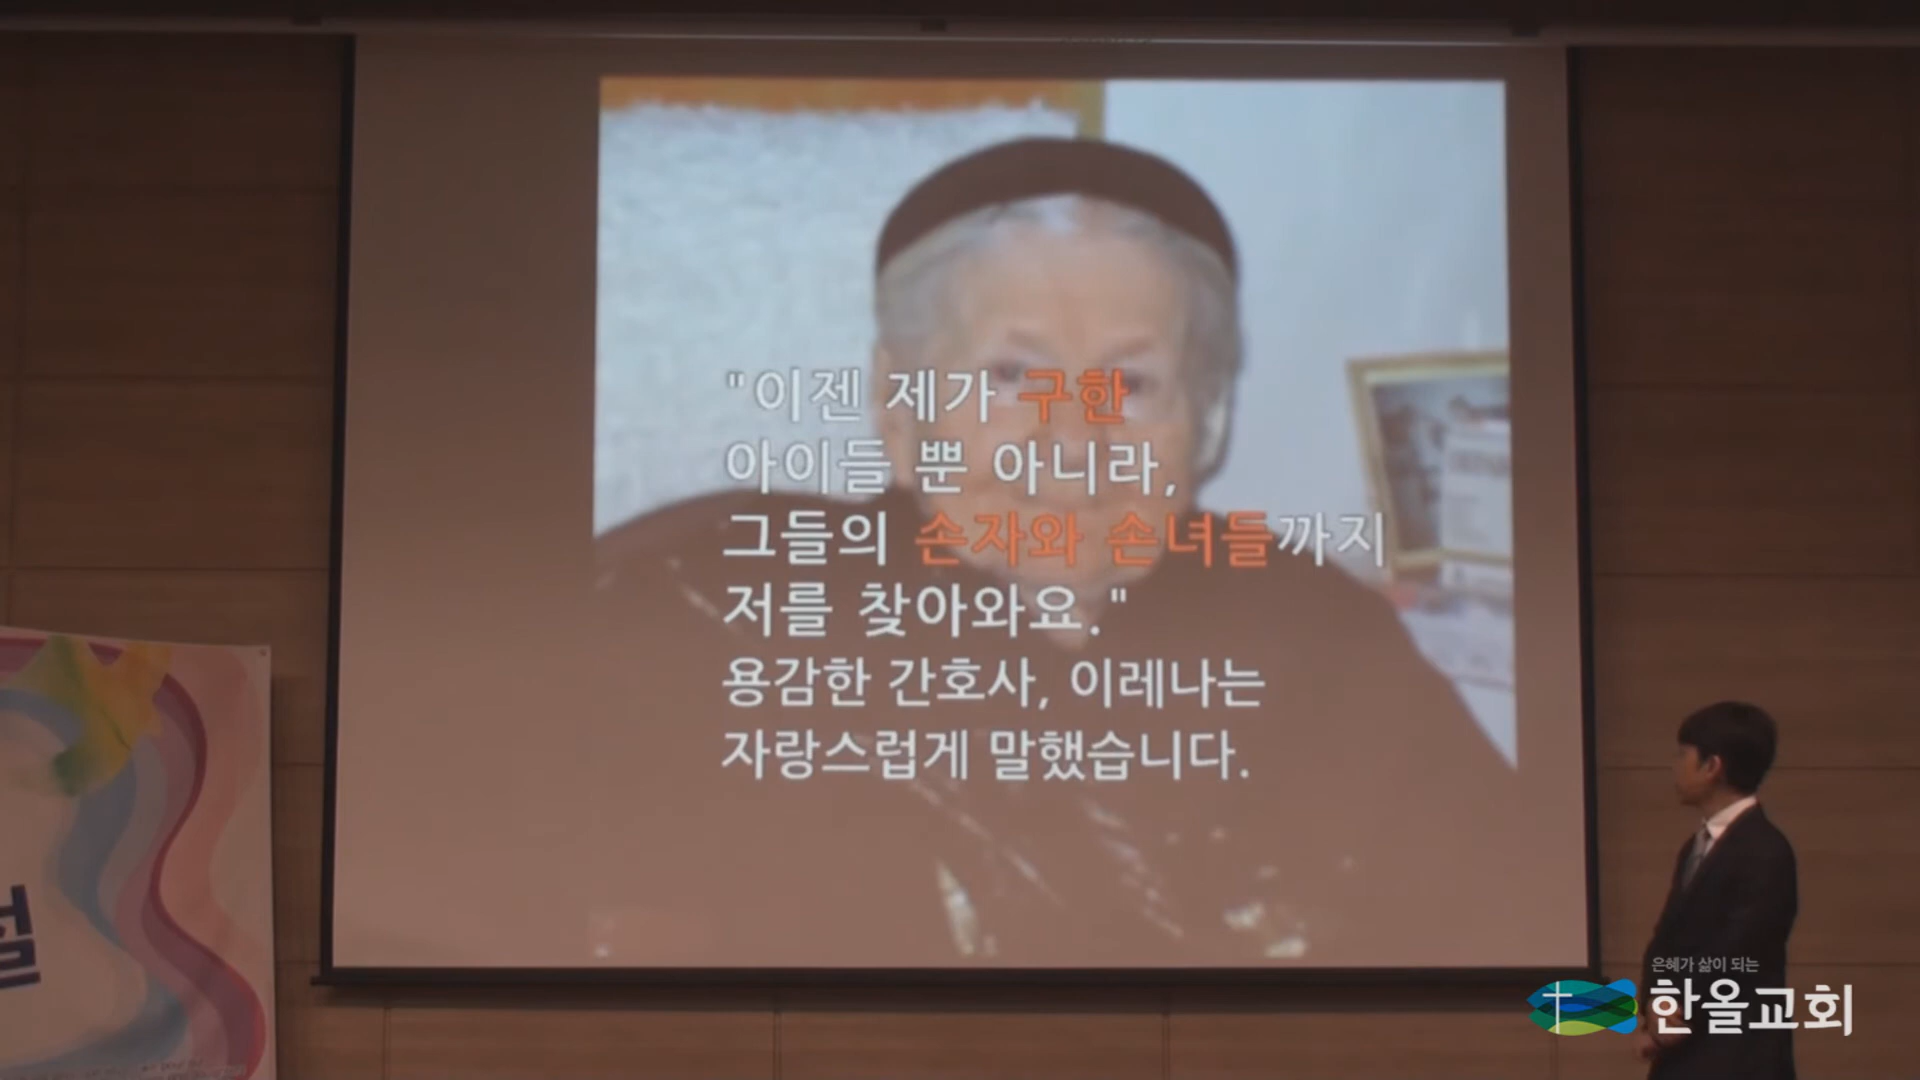 "이젠 제가 구한
아이들 뿐 아니라,
그들의 손자와 손녀들까지
저를 찾아와요."
용감한 간호사, 이레나는
자랑스럽게 말했습니다.
은혜가 삶이 되는
한올교회